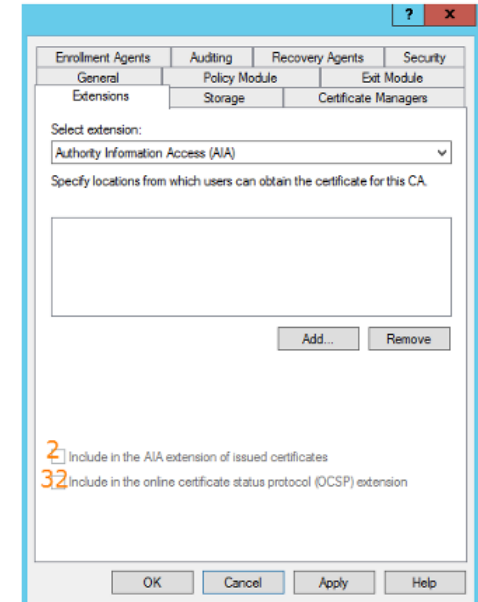 ? x
Enrollment Agents Auditing Recovery Agents Security
General Policy Module Exit Module
Extensions Storage Certificate Managers
Select extension:
Authority Information Access (AIA)
Specify locations from which users can obtain the certificate for this CA.
Add... Remove
2 Include in the AIA extension of issued certificates
32 Include in the online certificate status protocol (OCSP) extension
OK Cancel Apply Help